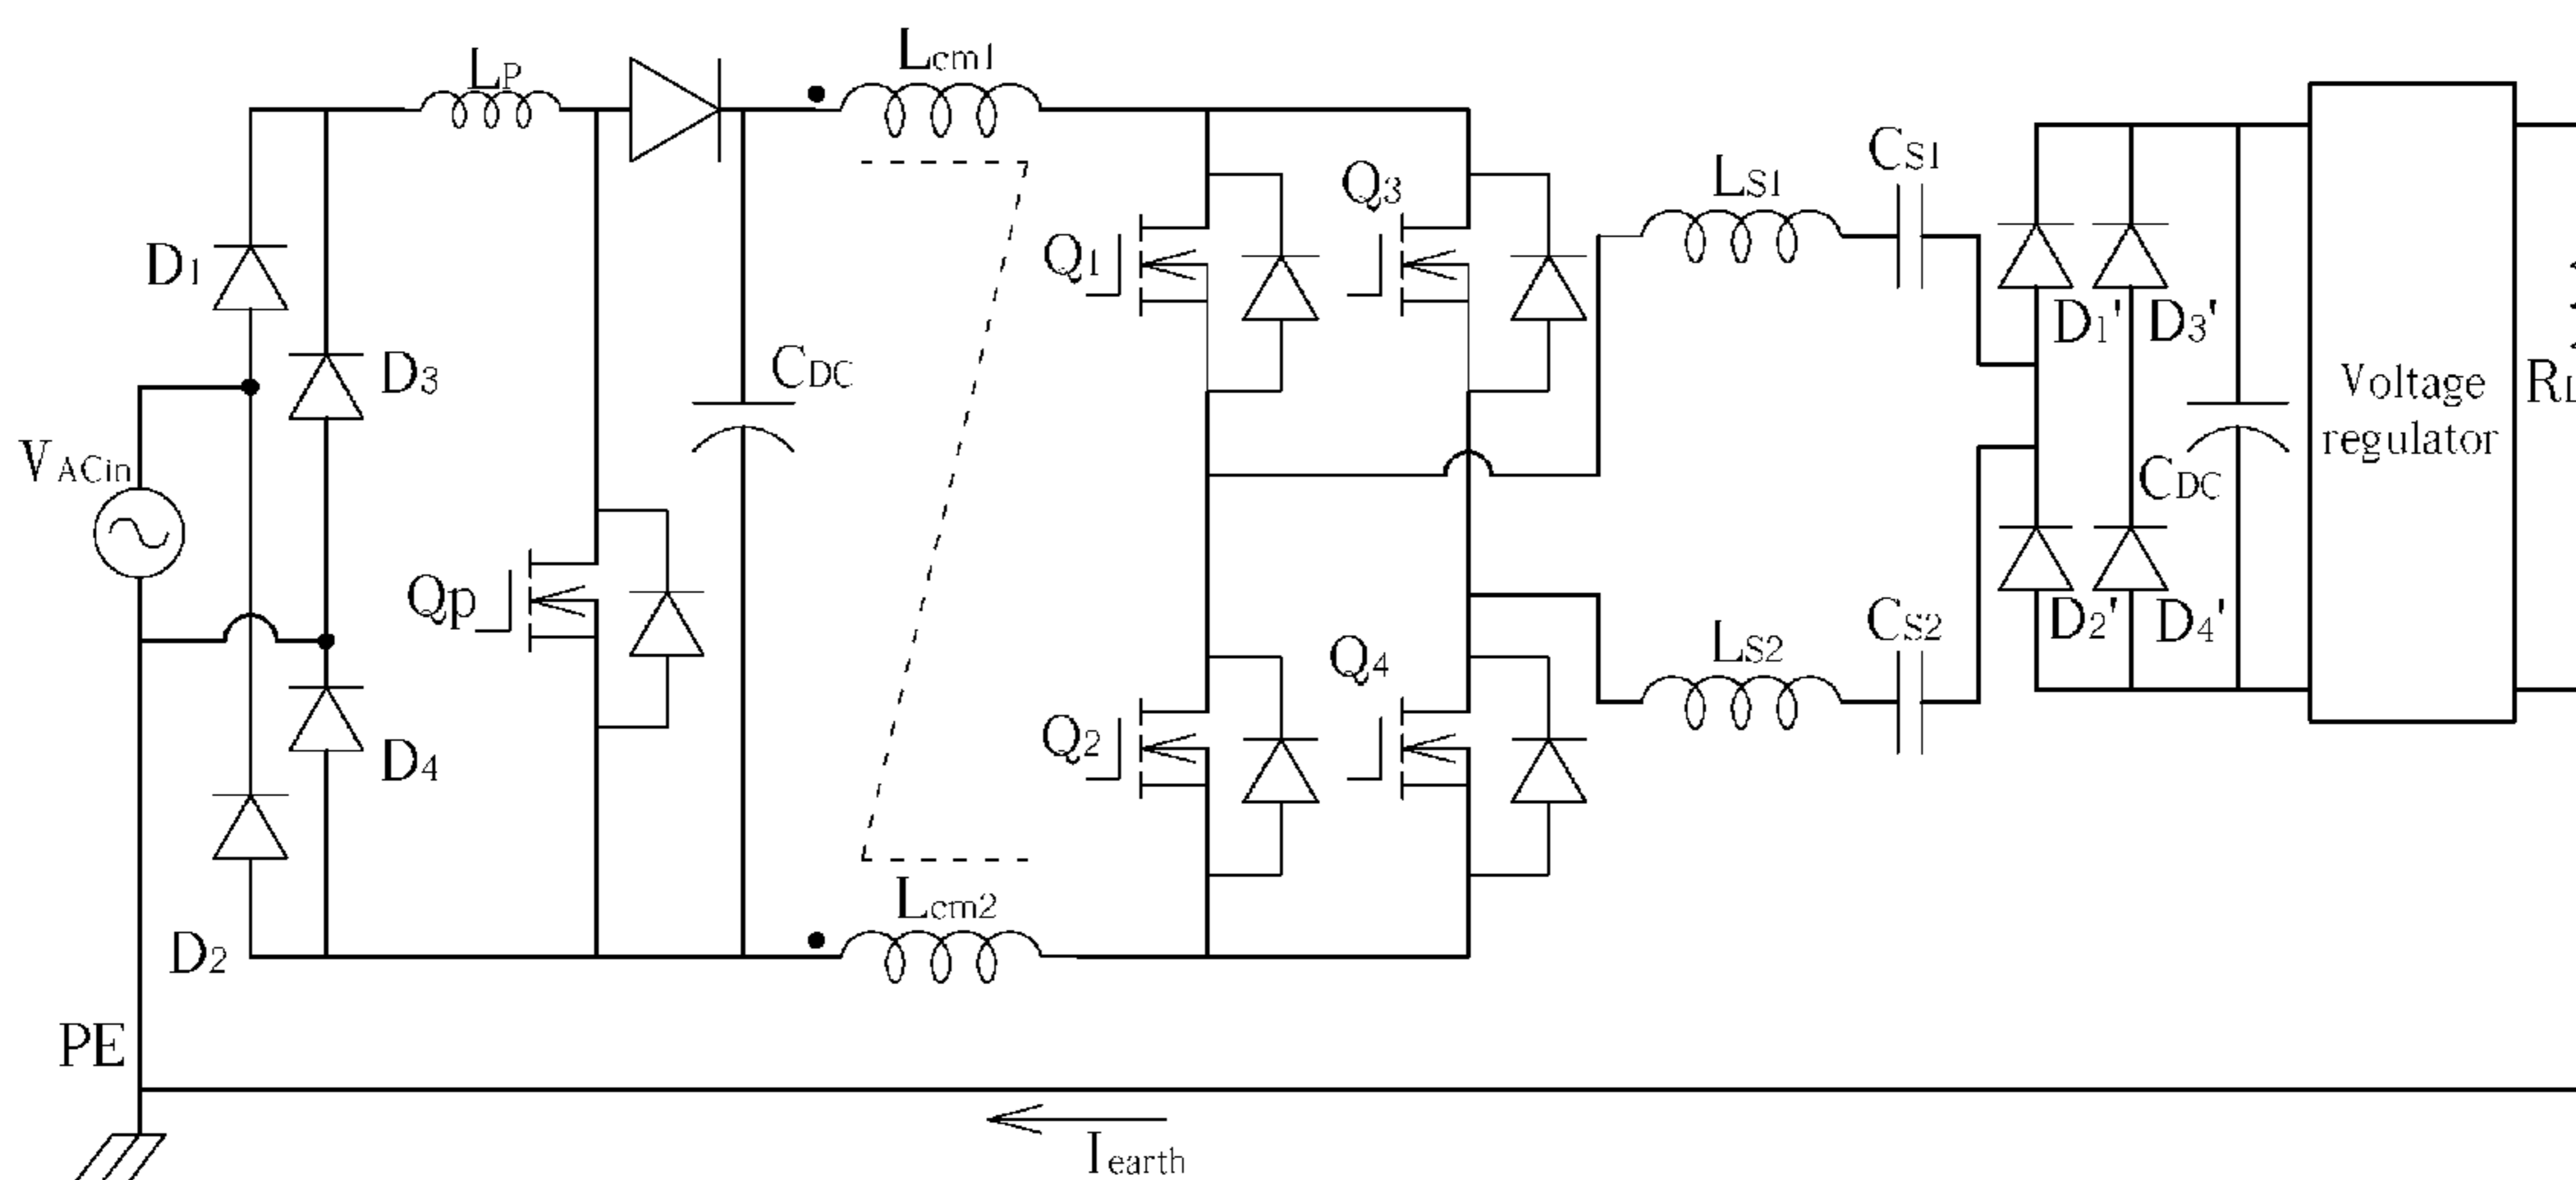 LP
Lcm1
D1
D3
VACin
CDC
Qp
D4
D2
PE
Lcm2
Q1
Q3
Q2
Q4
LS1
CS1
LS2
CS2
D1'
D3'
D2'
D4'
CDC
Voltage
regulator
RL
Iearth